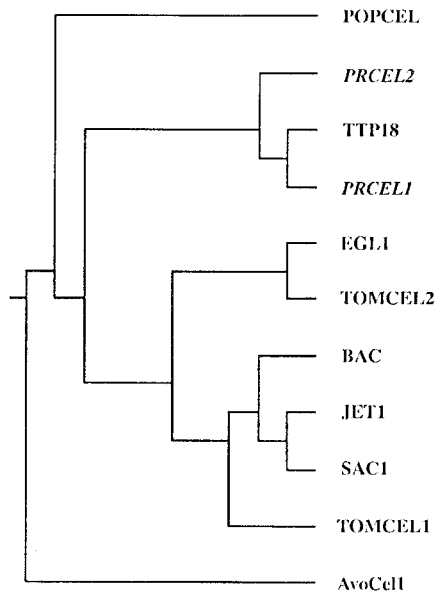 POPCEL
PRCEL2
TTP18
PRCEL1
EGL1
TOMCEL2
BAC
JET1
SAC1
TOMCEL1
AvoCel1